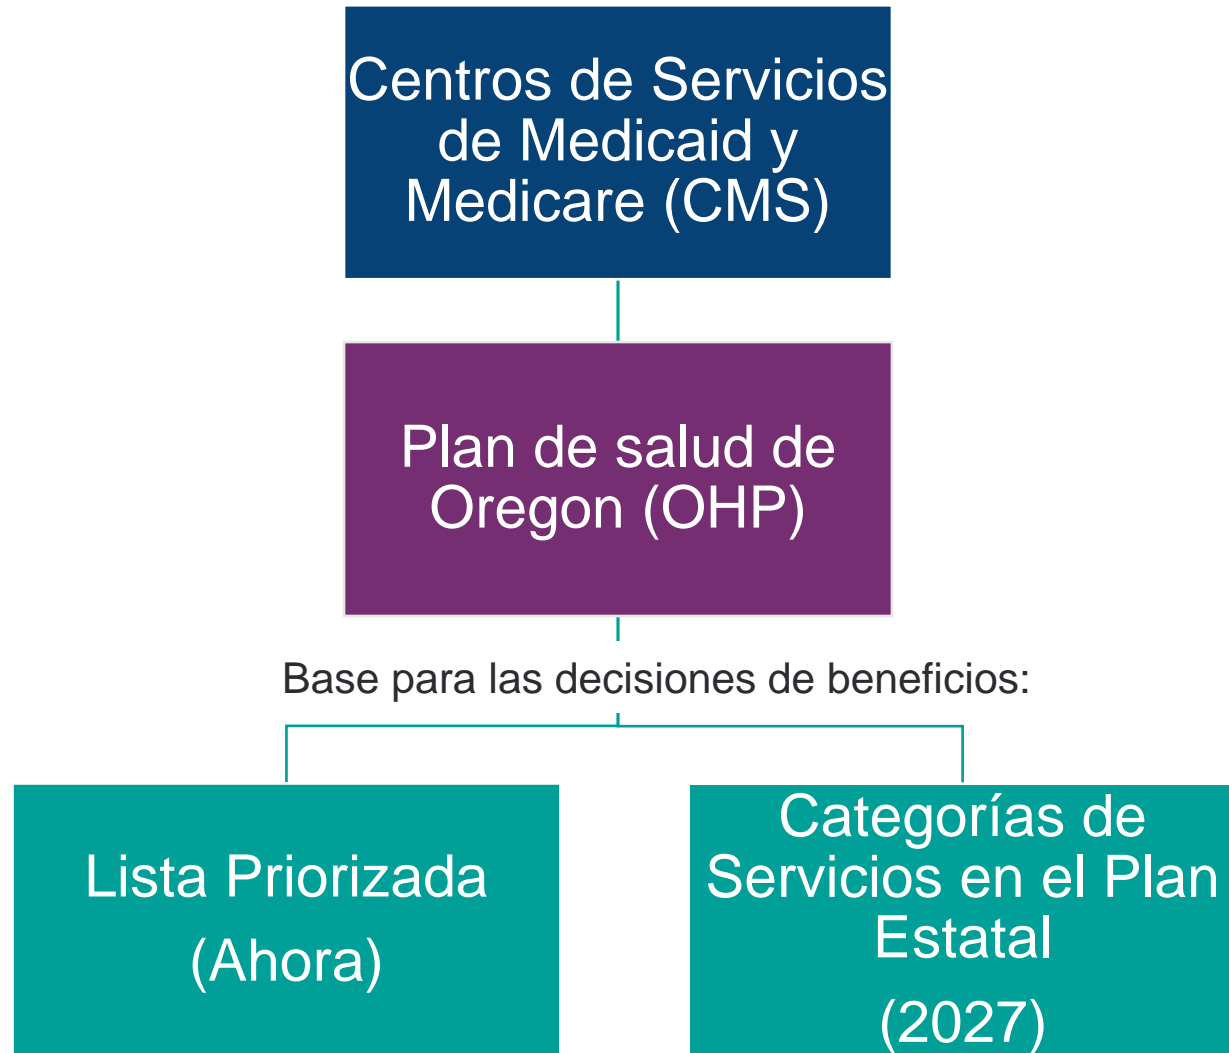 Centros de Servicios
de Medicaid y
Medicare (CMS)
Plan de salud de
Oregon (OHP)
Base para las decisiones de beneficios:
Lista Priorizada
(Ahora)
Categorías de
Servicios en el Plan
Estatal
(2027)